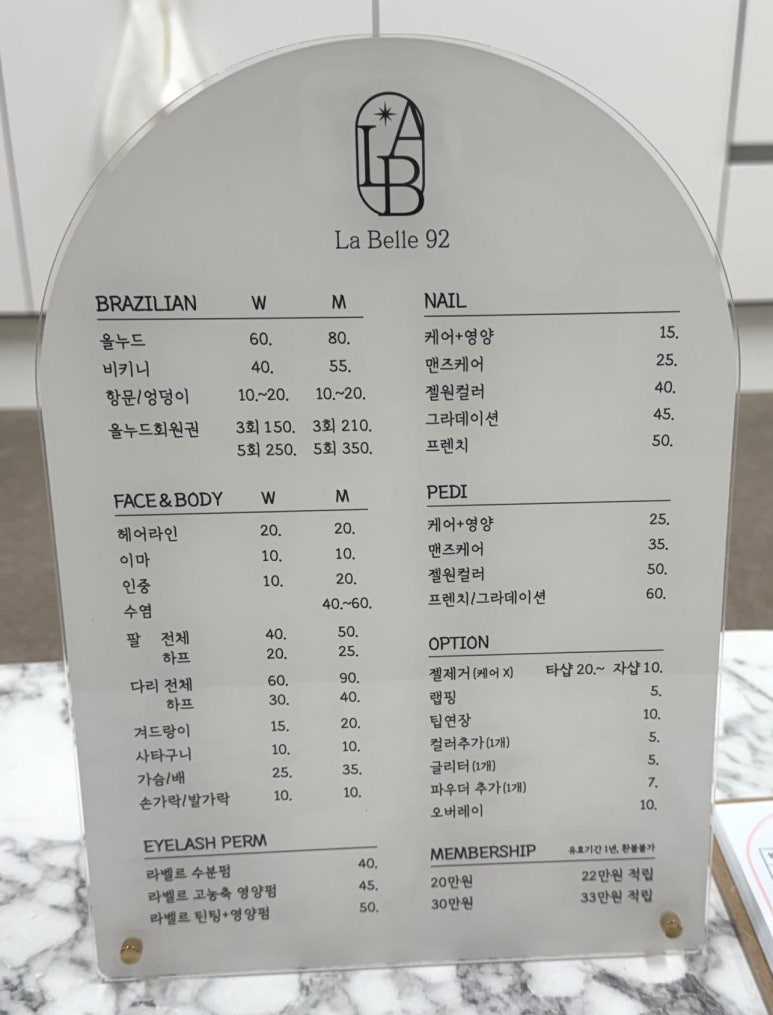 LAB
La Belle 92
BRAZILIAN W M
올누드 60. 80.
비키니 40. 55.
항문/엉덩이 10.~20. 10.~20.
올누드회원권 3회 150. 3회 210.
5회 250. 5회 350.
FACE&BODY W M
헤어라인 20. 20.
이마 10. 10.
인중 10. 20.
수염 40.~60.
팔 전체 40. 50.
하프 20. 25.
다리 전체 60. 90.
하프 30. 40.
겨드랑이 15. 20.
사타구니 10. 10.
가슴/배 25. 35.
손가락/발가락 10. 10.
EYELASH PERM
라벨르 수분펌 40.
라벨르 고농축 영양펌 45.
라벨르 틴팅+영양펌 50.
NAIL
케어+영양 15.
맨즈케어 25.
젤원컬러 40.
그라데이션 45.
프렌치 50.
PEDI
케어+영양 25.
맨즈케어 35.
젤원컬러 50.
프렌치/그라데이션 60.
OPTION
젤제거(케어 X) 타샵 20.~ 자샵 10.
랩핑 5.
팁연장 10.
컬러추가(1개) 5.
글리터(1개) 5.
파우더 추가(1개) 7.
오버레이 10.
MEMBERSHIP 유효기간 1년, 환불불가
20만원 22만원 적립
30만원 33만원 적립